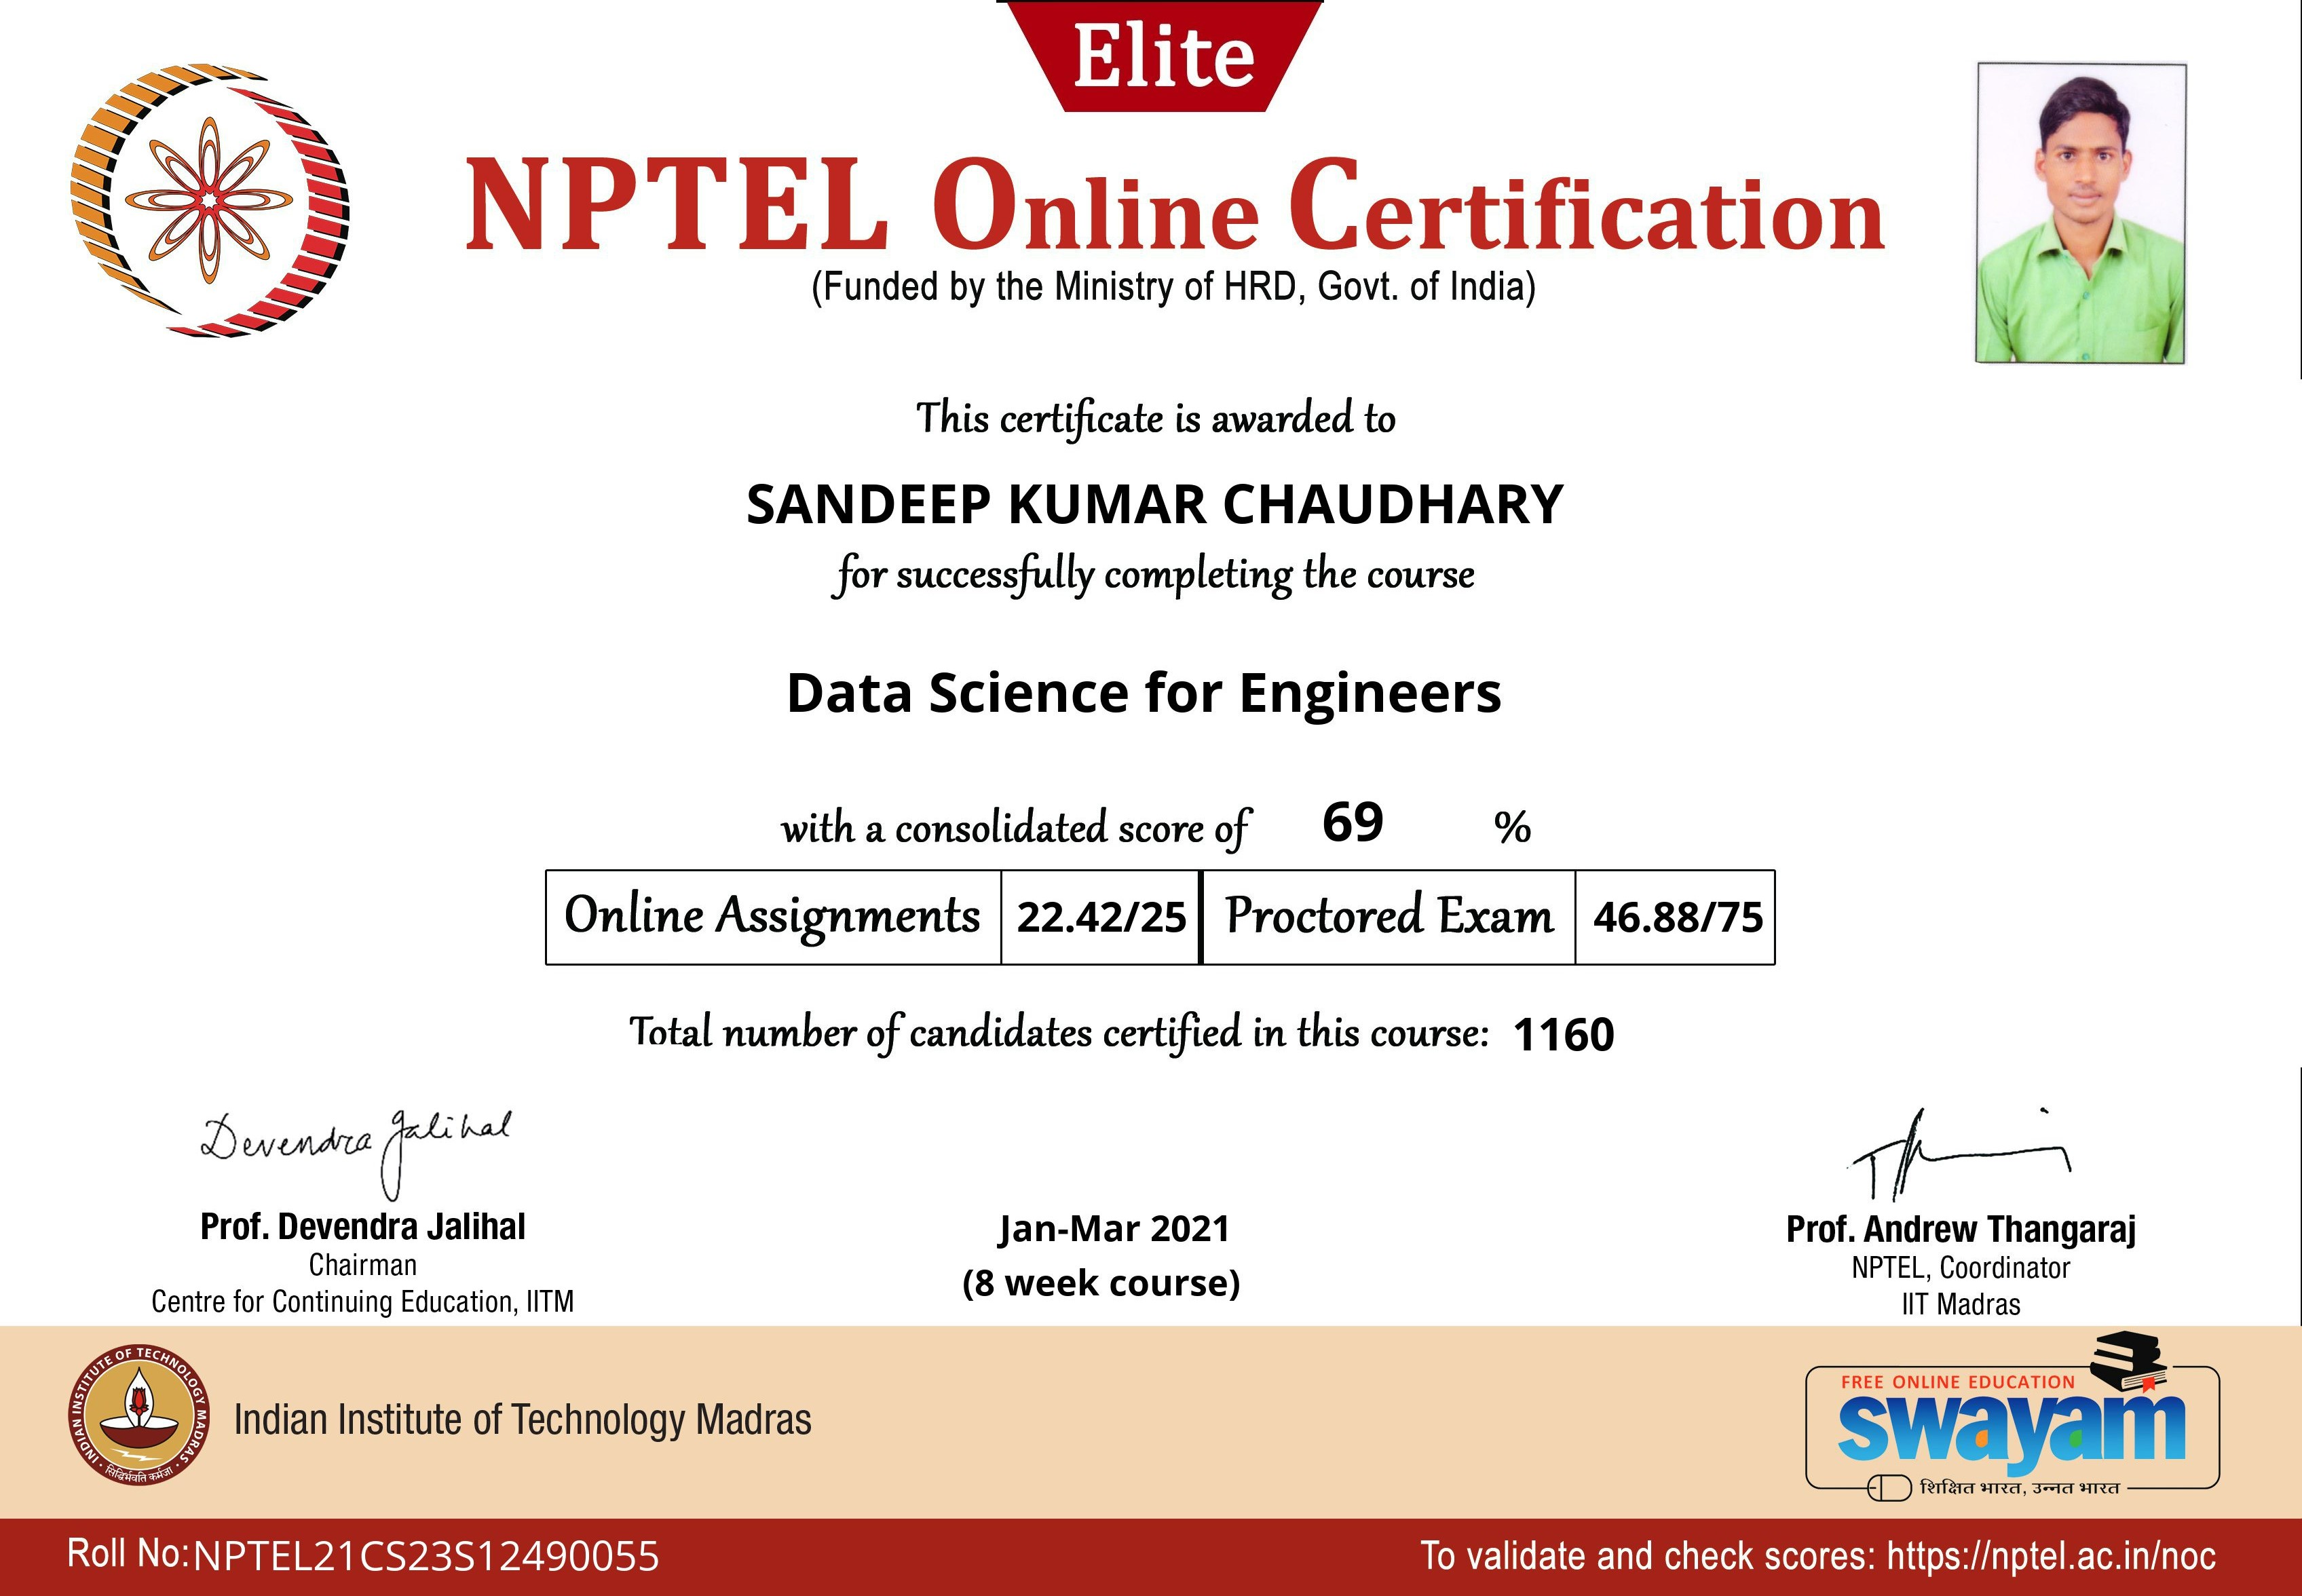 Elite
NPTEL Online Certification
(Funded by the Ministry of HRD, Govt. of India)
This certificate is awarded to
SANDEEP KUMAR CHAUDHARY
for successfully completing the course
Data Science for Engineers
with a consolidated score of 69 %
Online Assignments 22.42/25 Proctored Exam 46.88/75
Total number of candidates certified in this course: 1160
Devendra Jalihal
Prof. Devendra Jalihal
Chairman
Centre for Continuing Education, IITM
Jan-Mar 2021
(8 week course)
Prof. Andrew Thangaraj
NPTEL, Coordinator
IIT Madras
INDIAN INSTITUTE OF TECHNOLOGY MADRAS
सिद्धिर्भवति कर्मजा
Indian Institute of Technology Madras
FREE ONLINE EDUCATION
swayam
शिक्षित भारत, उन्नत भारत
Roll No:NPTEL21CS23S12490055
To validate and check scores: https://nptel.ac.in/noc